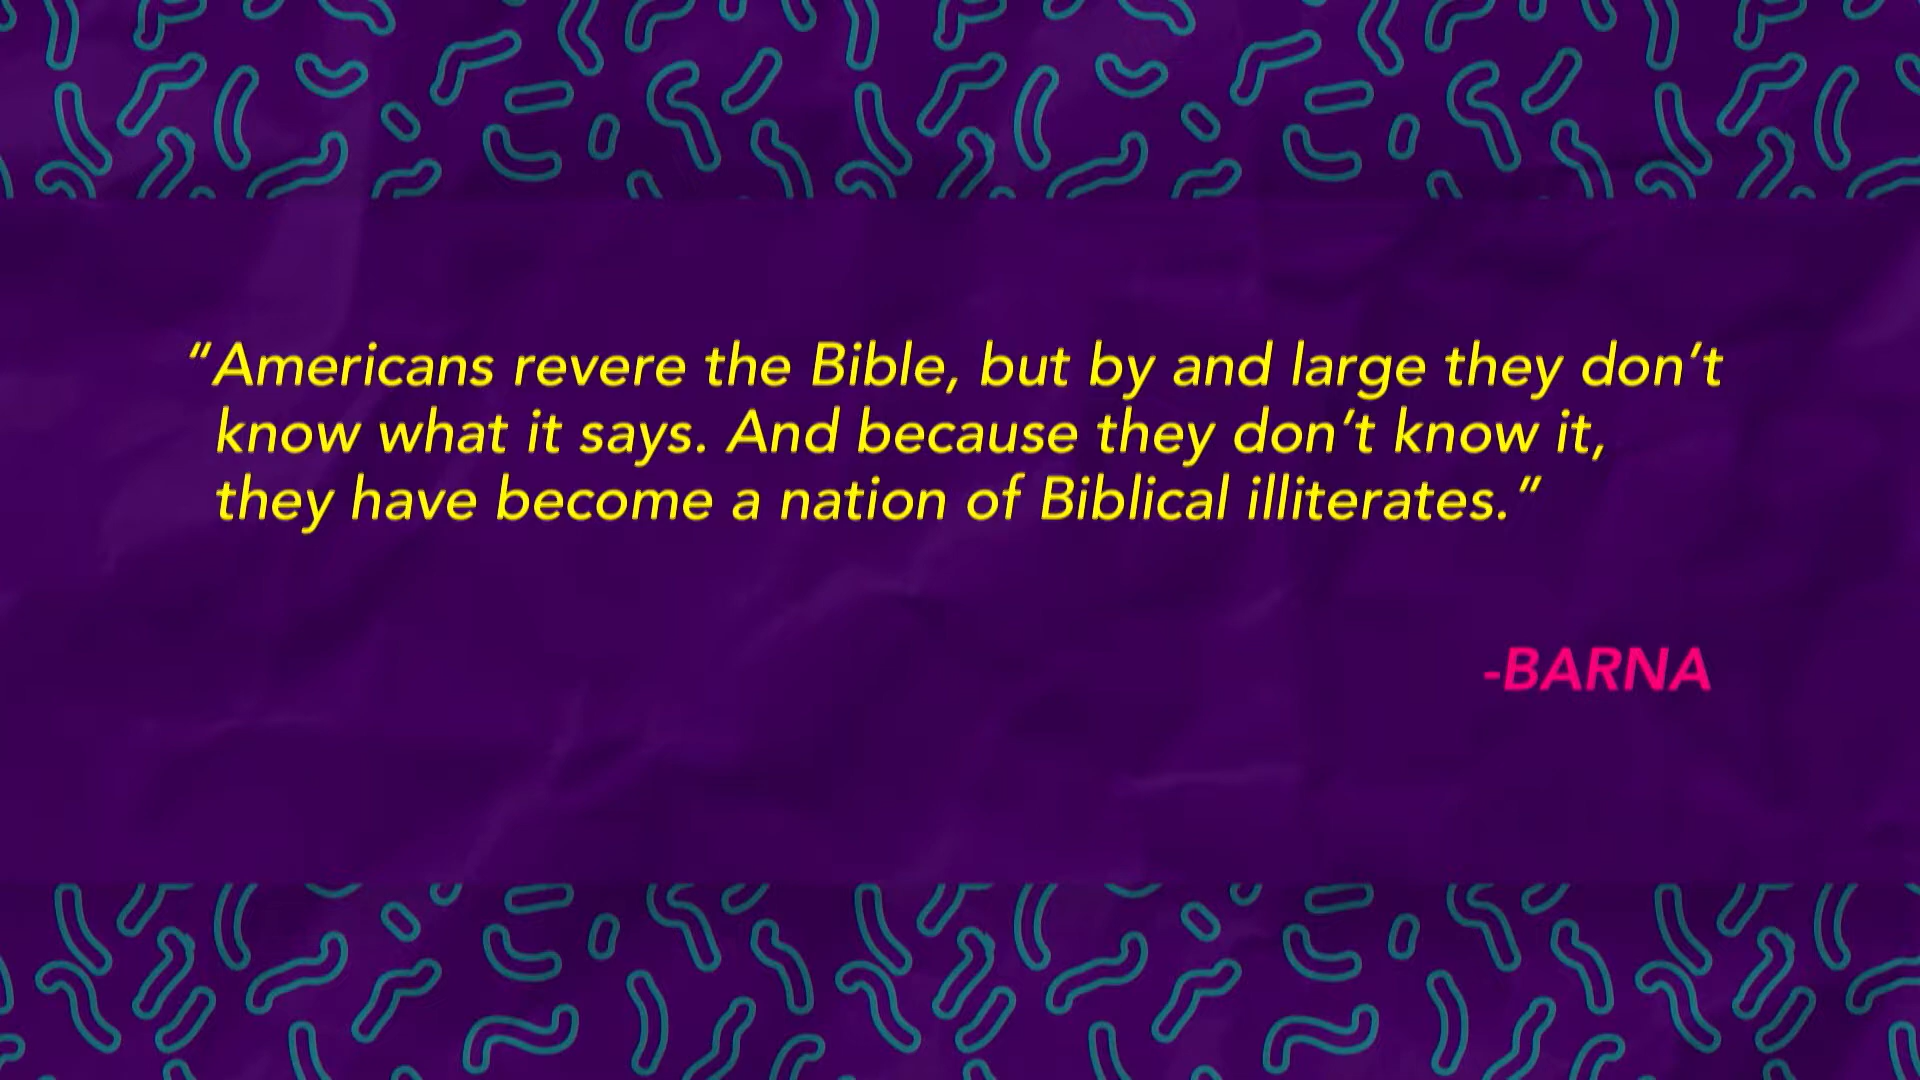 “Americans revere the Bible, but by and large they don’t
know what it says. And because they don’t know it,
they have become a nation of Biblical illiterates.”
-BARNA